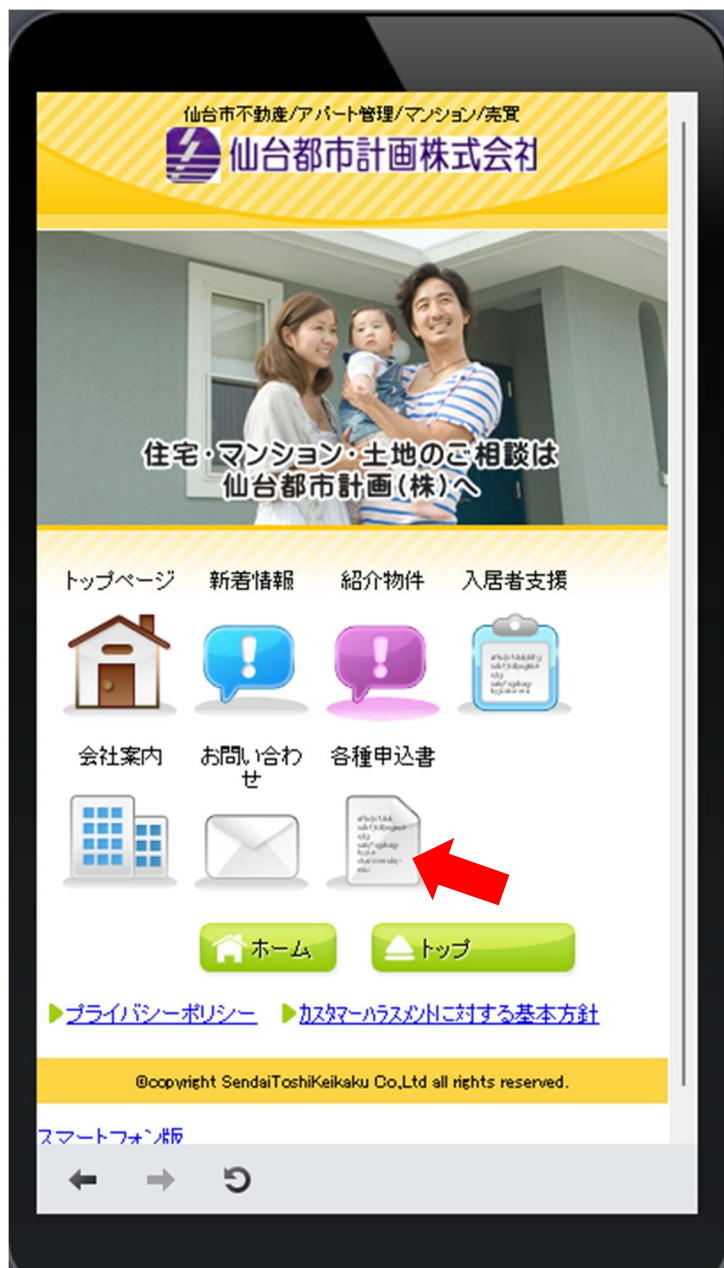 仙台市不動産/アパート管理/マンション/売買
仙台都市計画株式会社
住宅・マンション・土地のご相談は
仙台都市計画(株)へ
トップページ 新着情報 紹介物件 入居者支援
会社案内 お問い合わ 各種申込書
せ
ホーム トップ
プライバシーポリシー カスタマーハラスメントに対する基本方針
©copyright SendaiToshiKeikaku Co,Ltd all rights reserved.
スマートフォン版